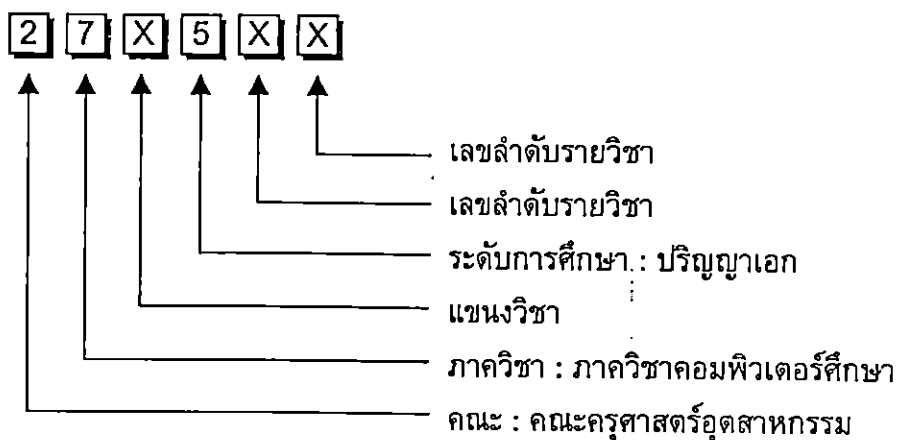 2 7 X 5 X X
เลขลำดับรายวิชา
เลขลำดับรายวิชา
ระดับการศึกษา : ปริญญาเอก
แขนงวิชา
ภาควิชา : ภาควิชาคอมพิวเตอร์ศึกษา
คณะ : คณะครุศาสตร์อุตสาหกรรม